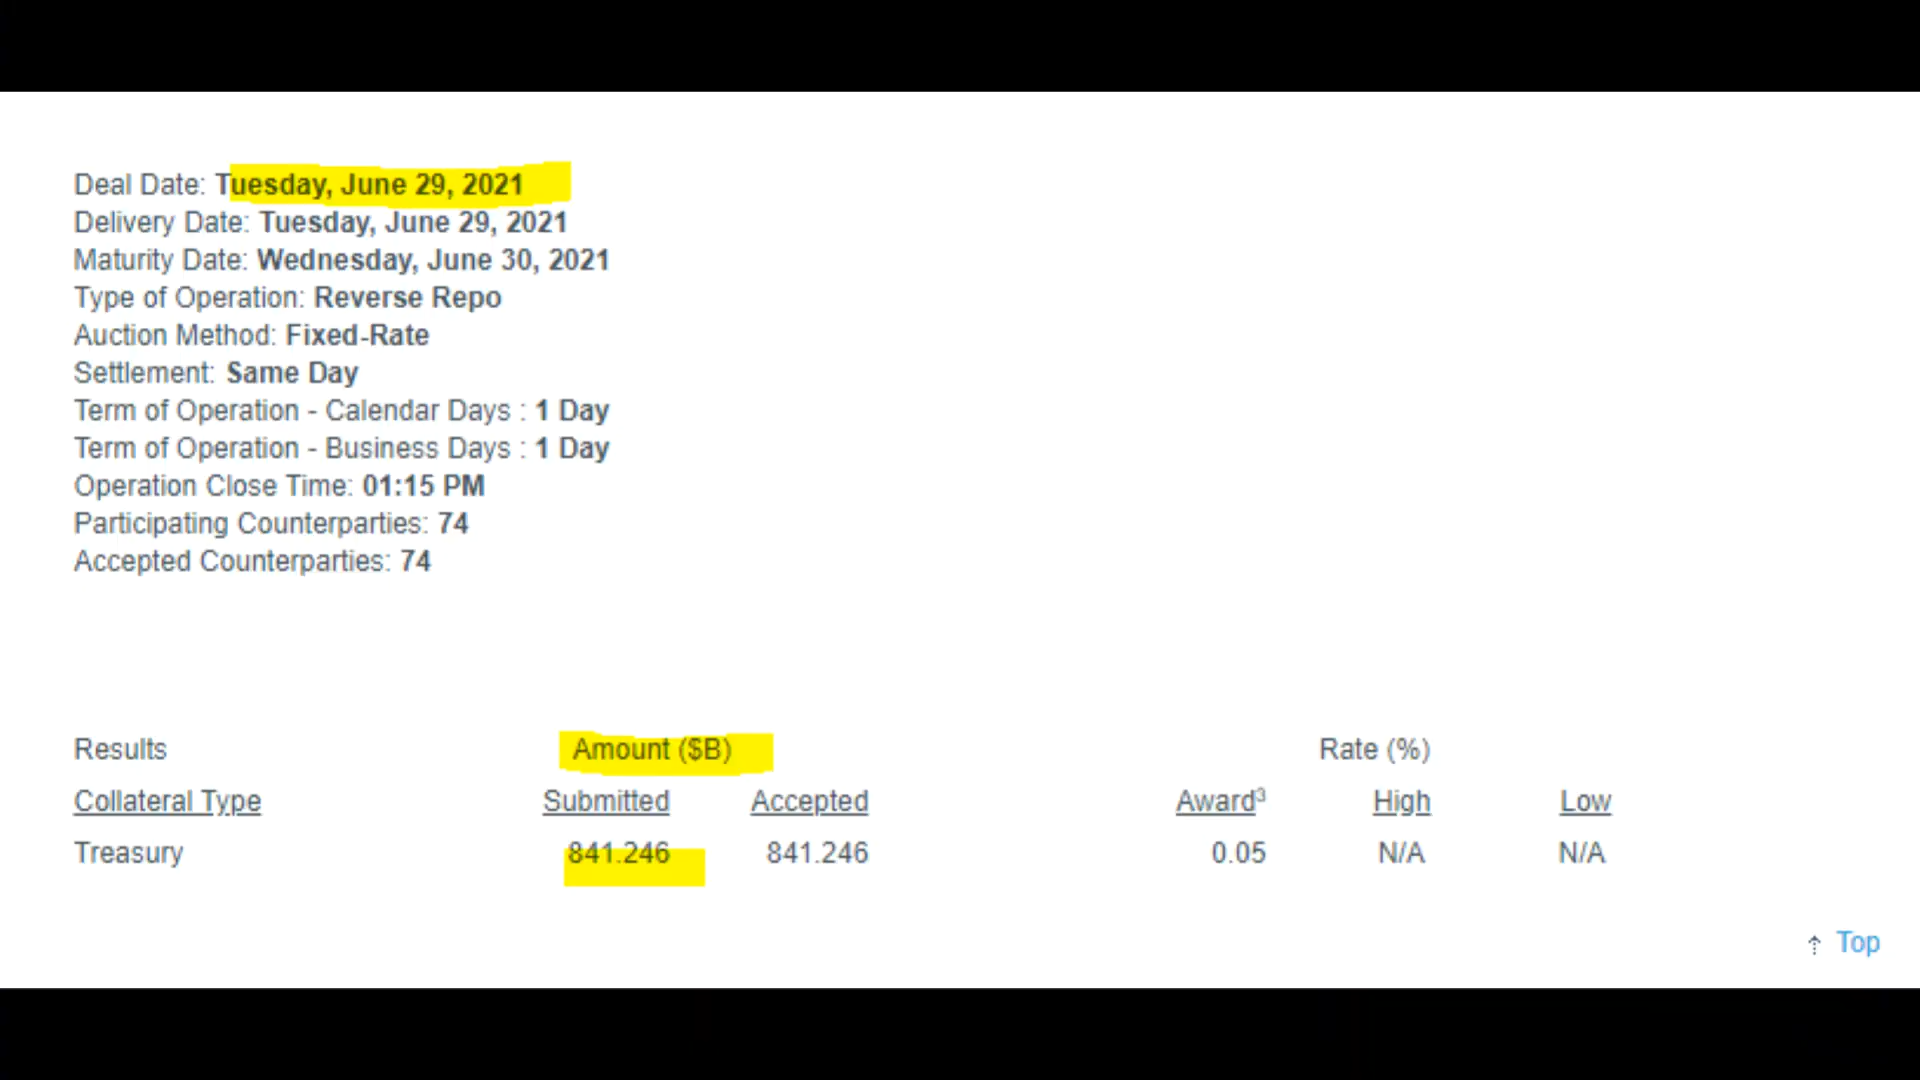 Deal Date: Tuesday, June 29, 2021
Delivery Date: Tuesday, June 29, 2021
Maturity Date: Wednesday, June 30, 2021
Type of Operation: Reverse Repo
Auction Method: Fixed-Rate
Settlement: Same Day
Term of Operation - Calendar Days : 1 Day
Term of Operation - Business Days : 1 Day
Operation Close Time: 01:15 PM
Participating Counterparties: 74
Accepted Counterparties: 74
Results Amount ($B) Rate (%)
Collateral Type Submitted Accepted Award³ High Low
Treasury 841.246 841.246 0.05 N/A N/A
⇡ Top